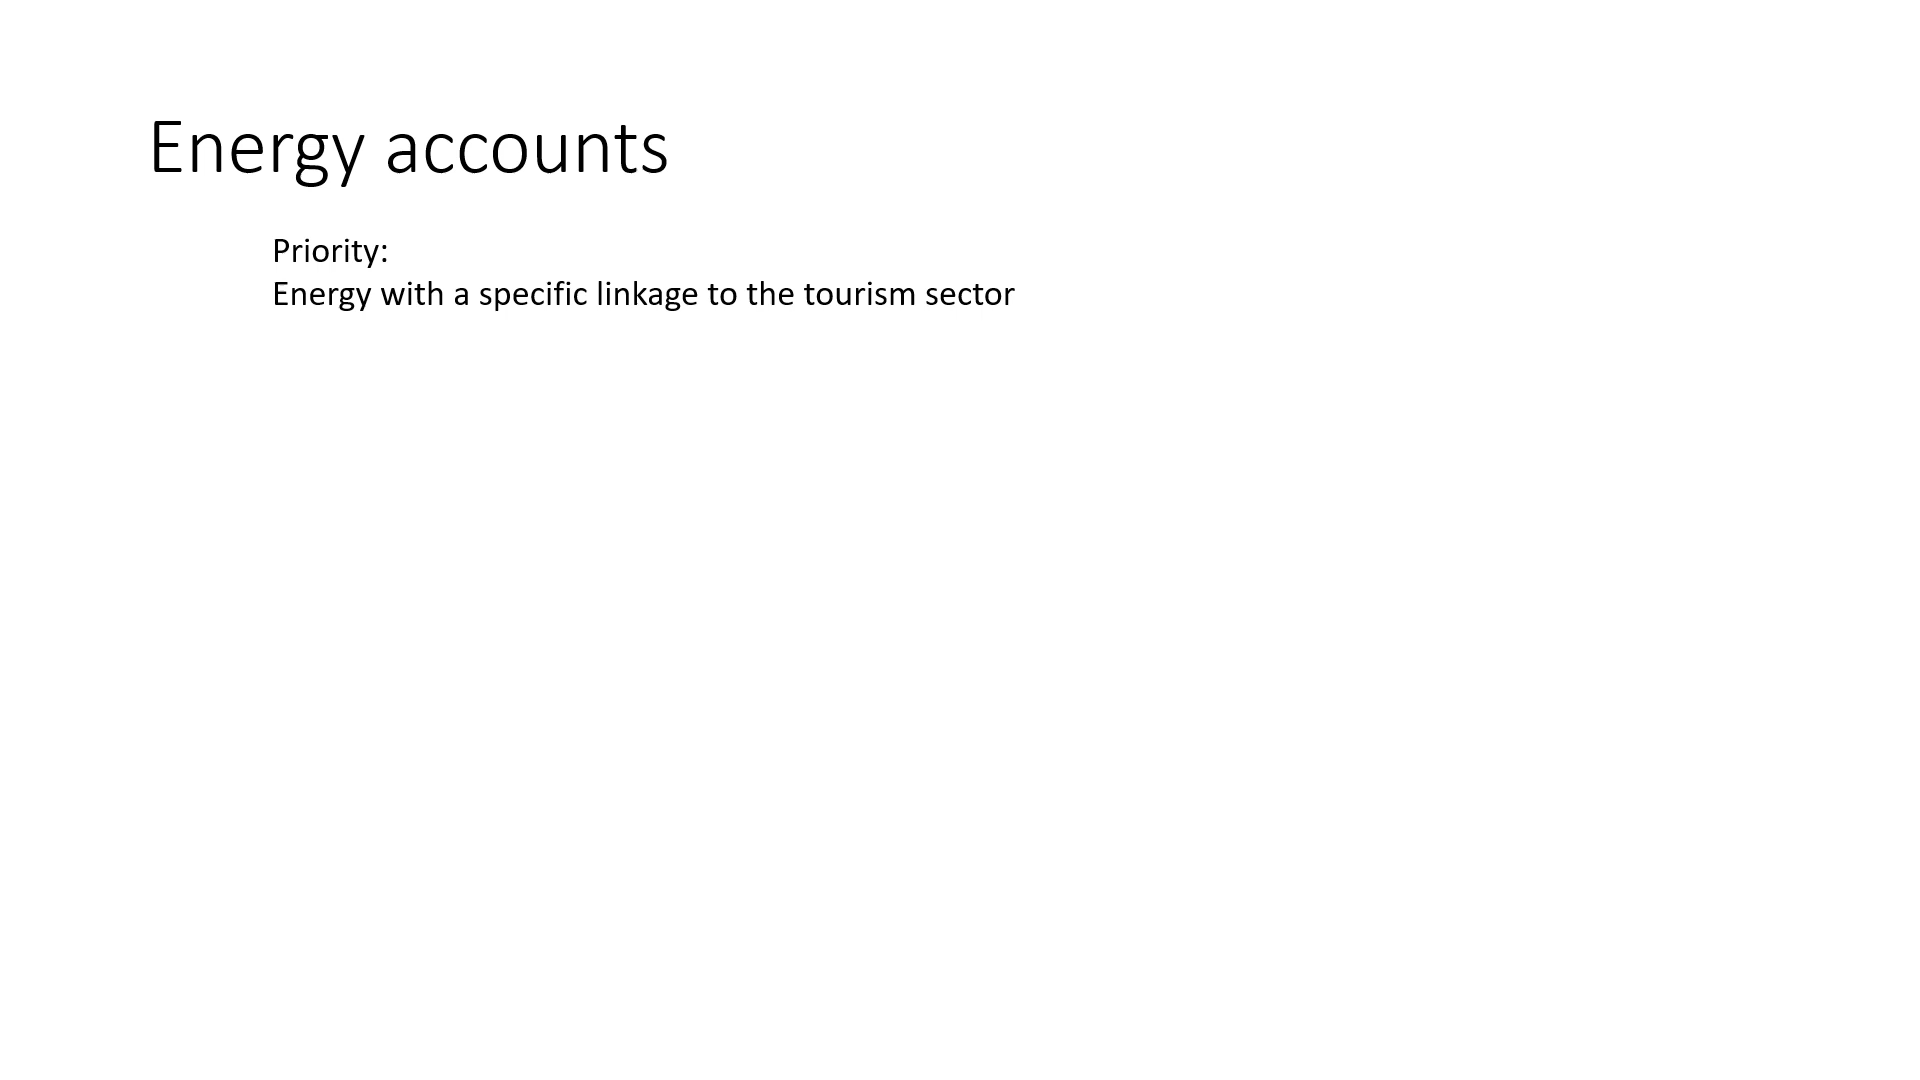 Energy accounts
Priority:
Energy with a specific linkage to the tourism sector